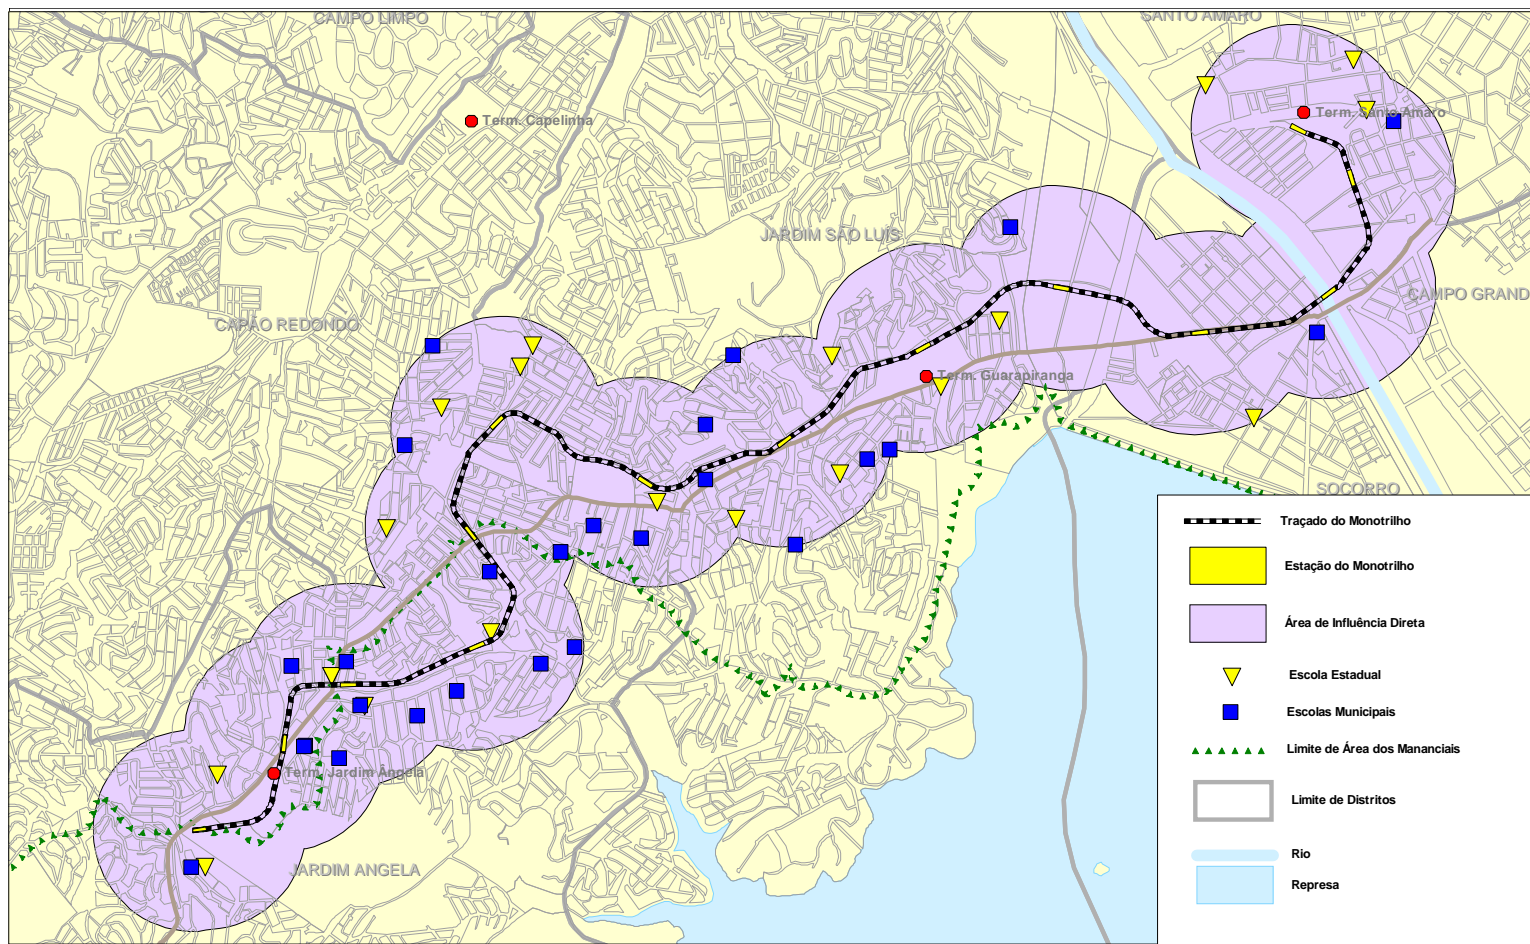 CAMPO LIMPO
SANTO AMARO
Term. Capelinha
Term. Santo Amaro
JARDIM SÃO LUIS
CAMPO GRAND
CAPÃO REDONDO
Term. Guarapiranga
SOCORRO
Term. Jardim Ângela
JARDIM ANGELA
Traçado do Monotrilho
Estação do Monotrilho
Área de Influência Direta
Escola Estadual
Escolas Municipais
Limite de Área dos Mananciais
Limite de Distritos
Rio
Represa